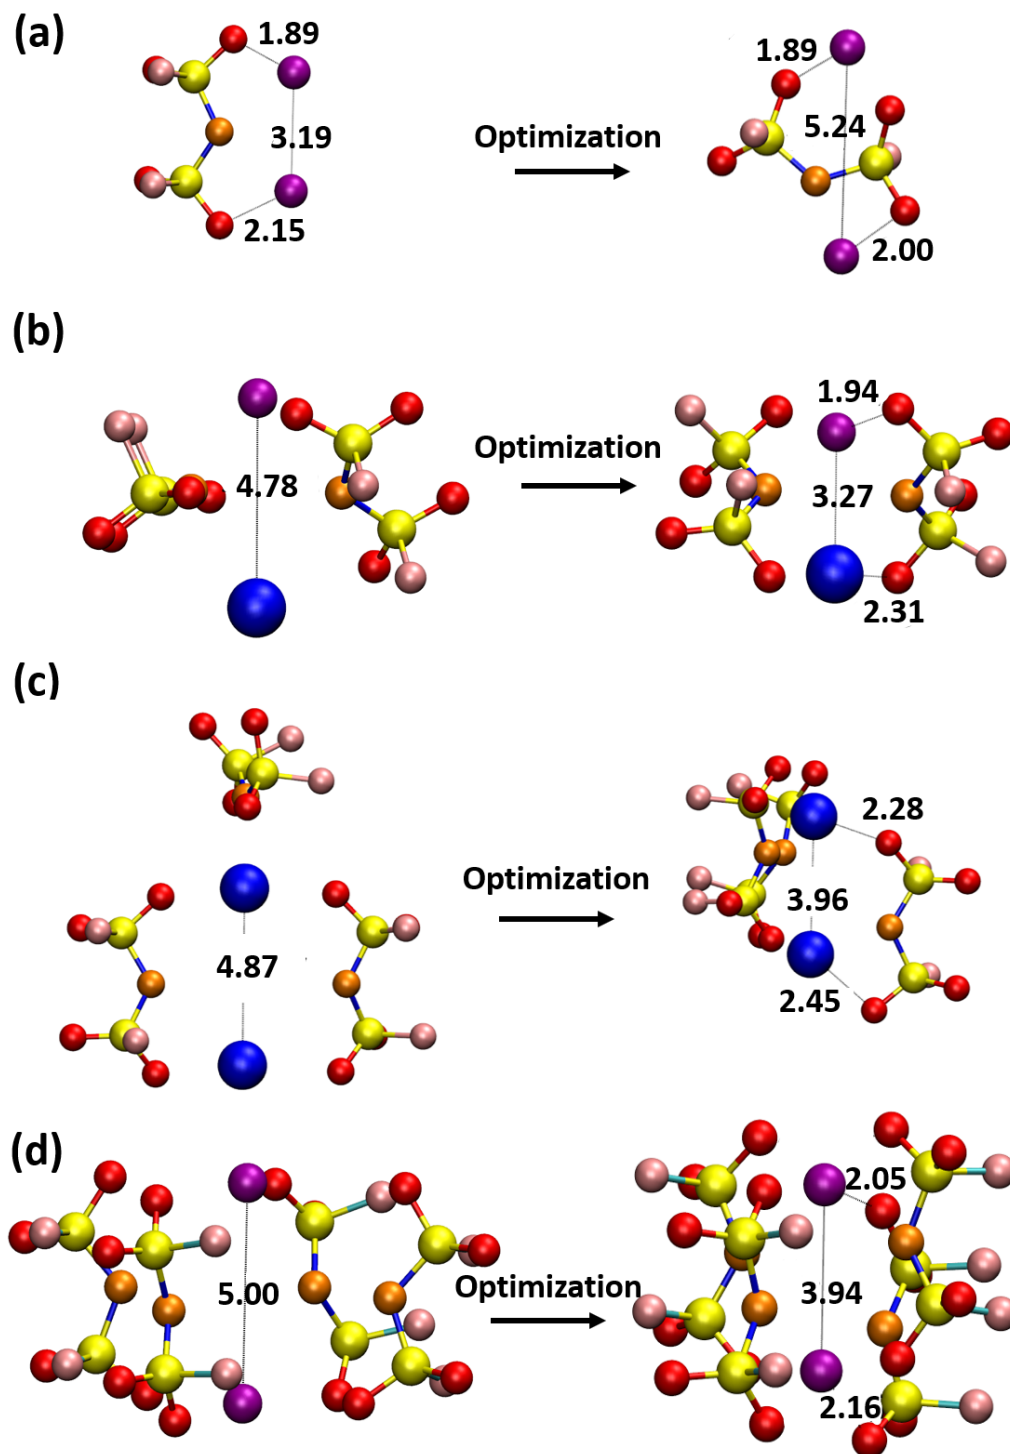 (a)
1.89
3.19
2.15
Optimization
1.89
5.24
2.00
(b)
4.78
Optimization
1.94
3.27
2.31
(c)
4.87
Optimization
2.28
3.96
2.45
(d)
5.00
Optimization
2.05
3.94
2.16